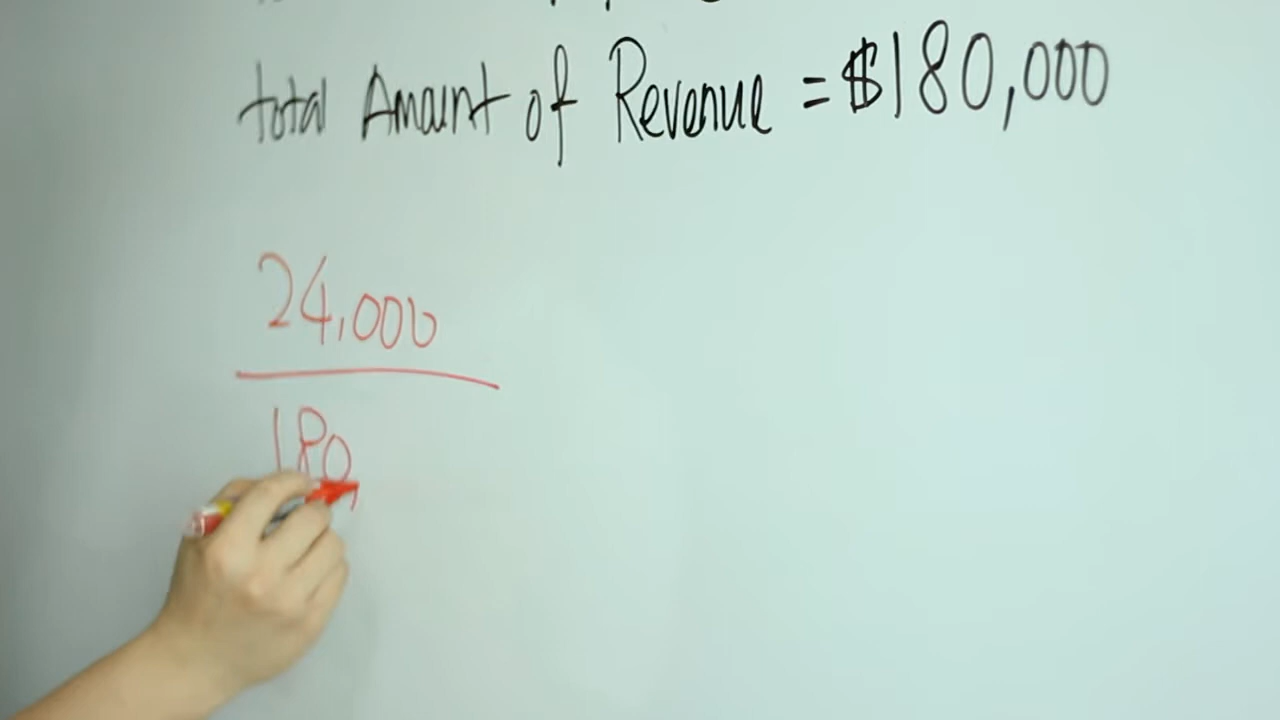 total Amount of Revenue = $180,000
24,000
180,